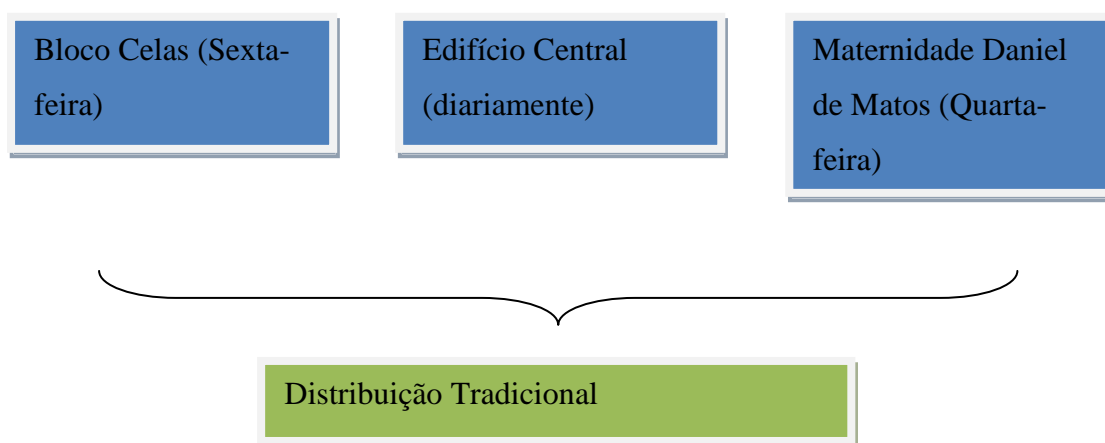 Bloco Celas (Sexta-
feira)
Edifício Central
(diariamente)
Maternidade Daniel
de Matos (Quarta-
feira)
Distribuição Tradicional